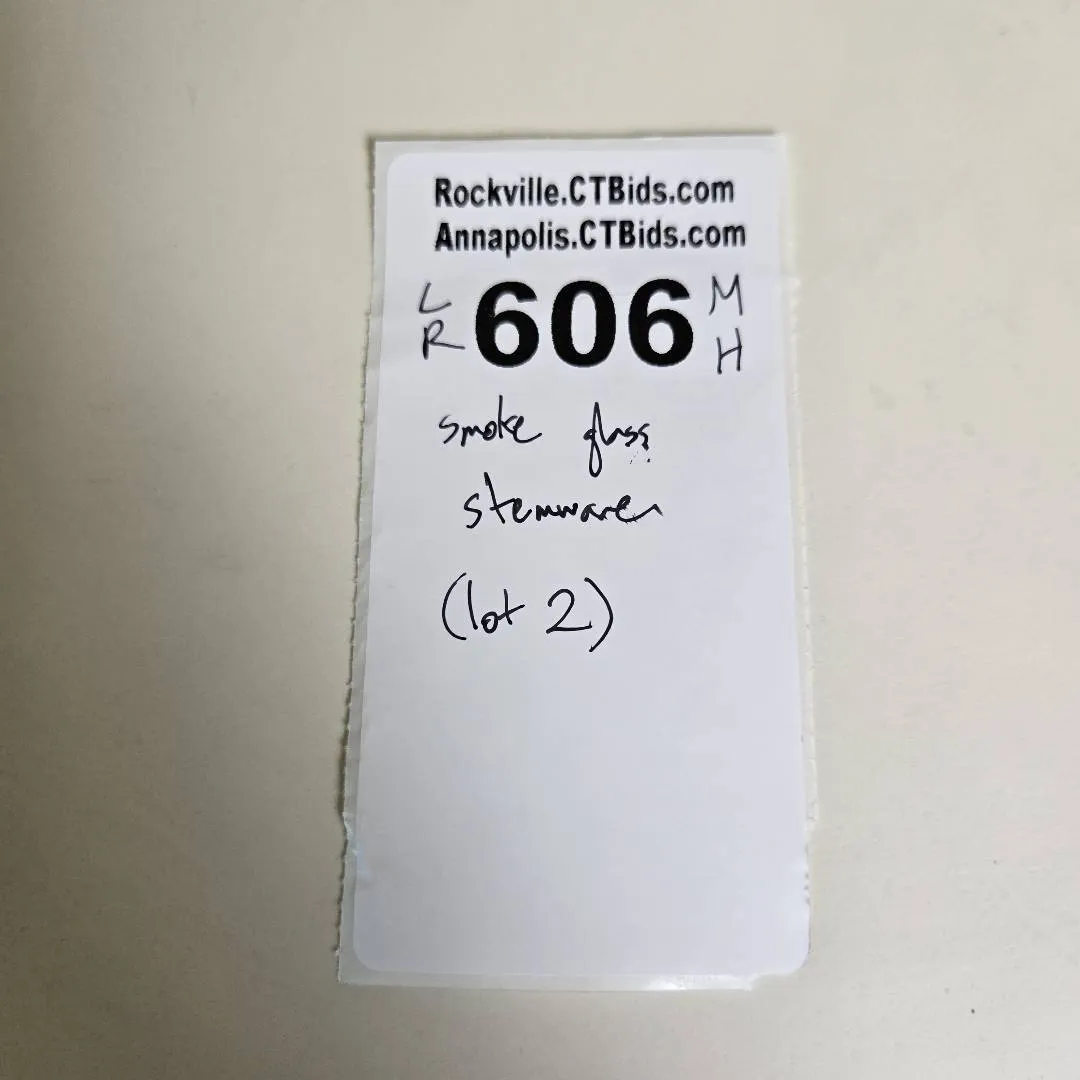 Rockville.CTBids.com
Annapolis.CTBids.com
L 606 M
R H
smoke glass
stemware
(lot 2)